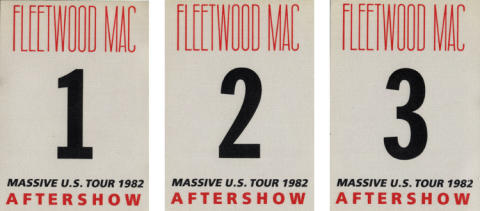 FLEETWOOD MAC
1
MASSIVE U.S. TOUR 1982
AFTERSHOW
FLEETWOOD MAC
2
MASSIVE U.S. TOUR 1982
AFTERSHOW
FLEETWOOD MAC
3
MASSIVE U.S. TOUR 1982
AFTERSHOW